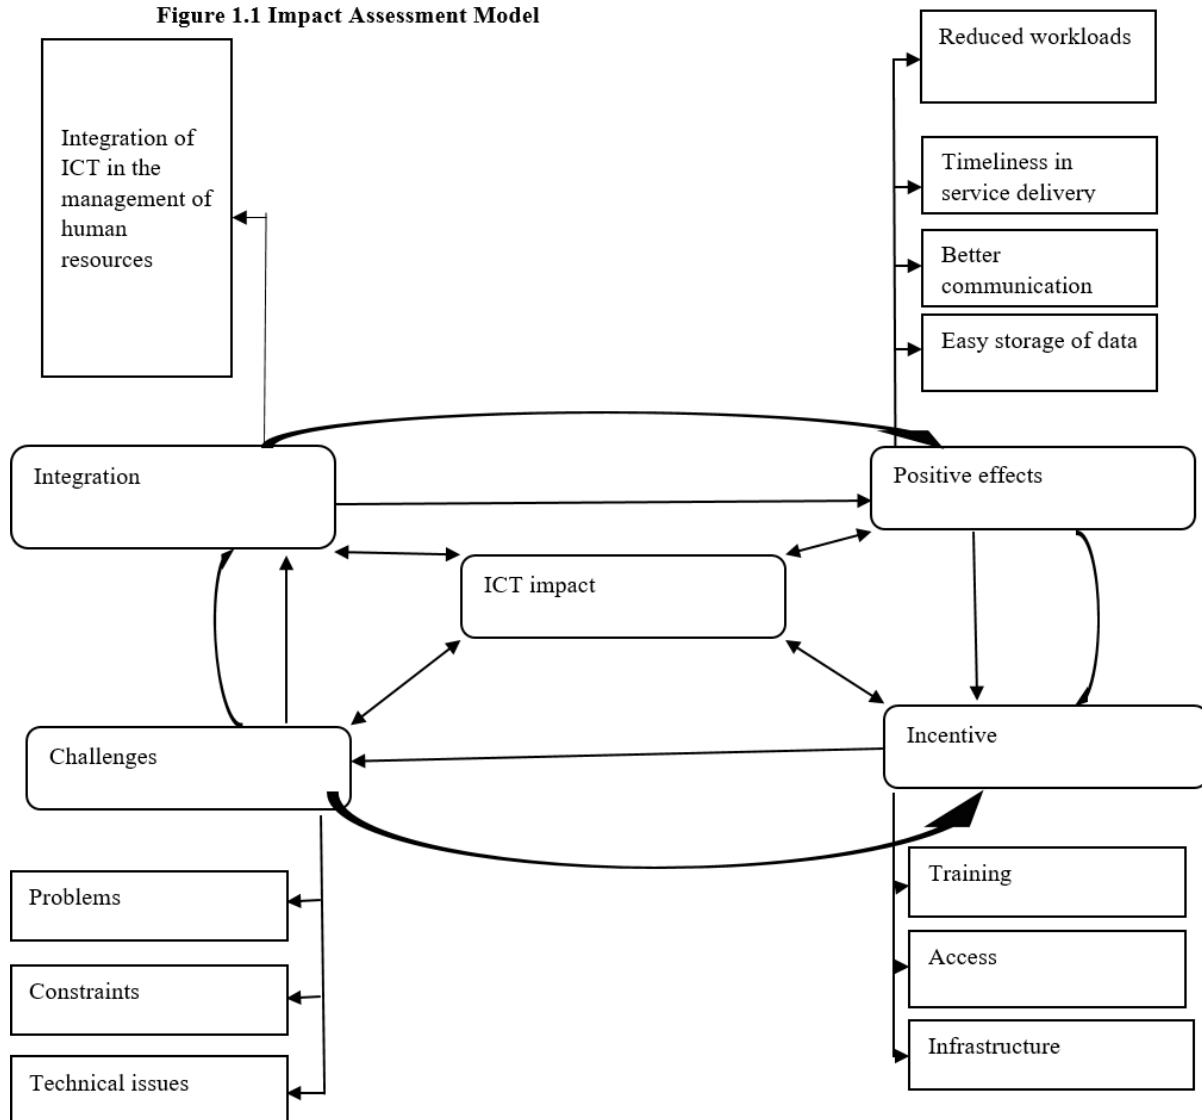 Figure 1.1 Impact Assessment Model
Reduced workloads
Integration of
ICT in the
management of
human
resources
Timeliness in
service delivery
Better
communication
Easy storage of data
Integration
Positive effects
ICT impact
Challenges
Incentive
Problems
Constraints
Technical issues
Training
Access
Infrastructure